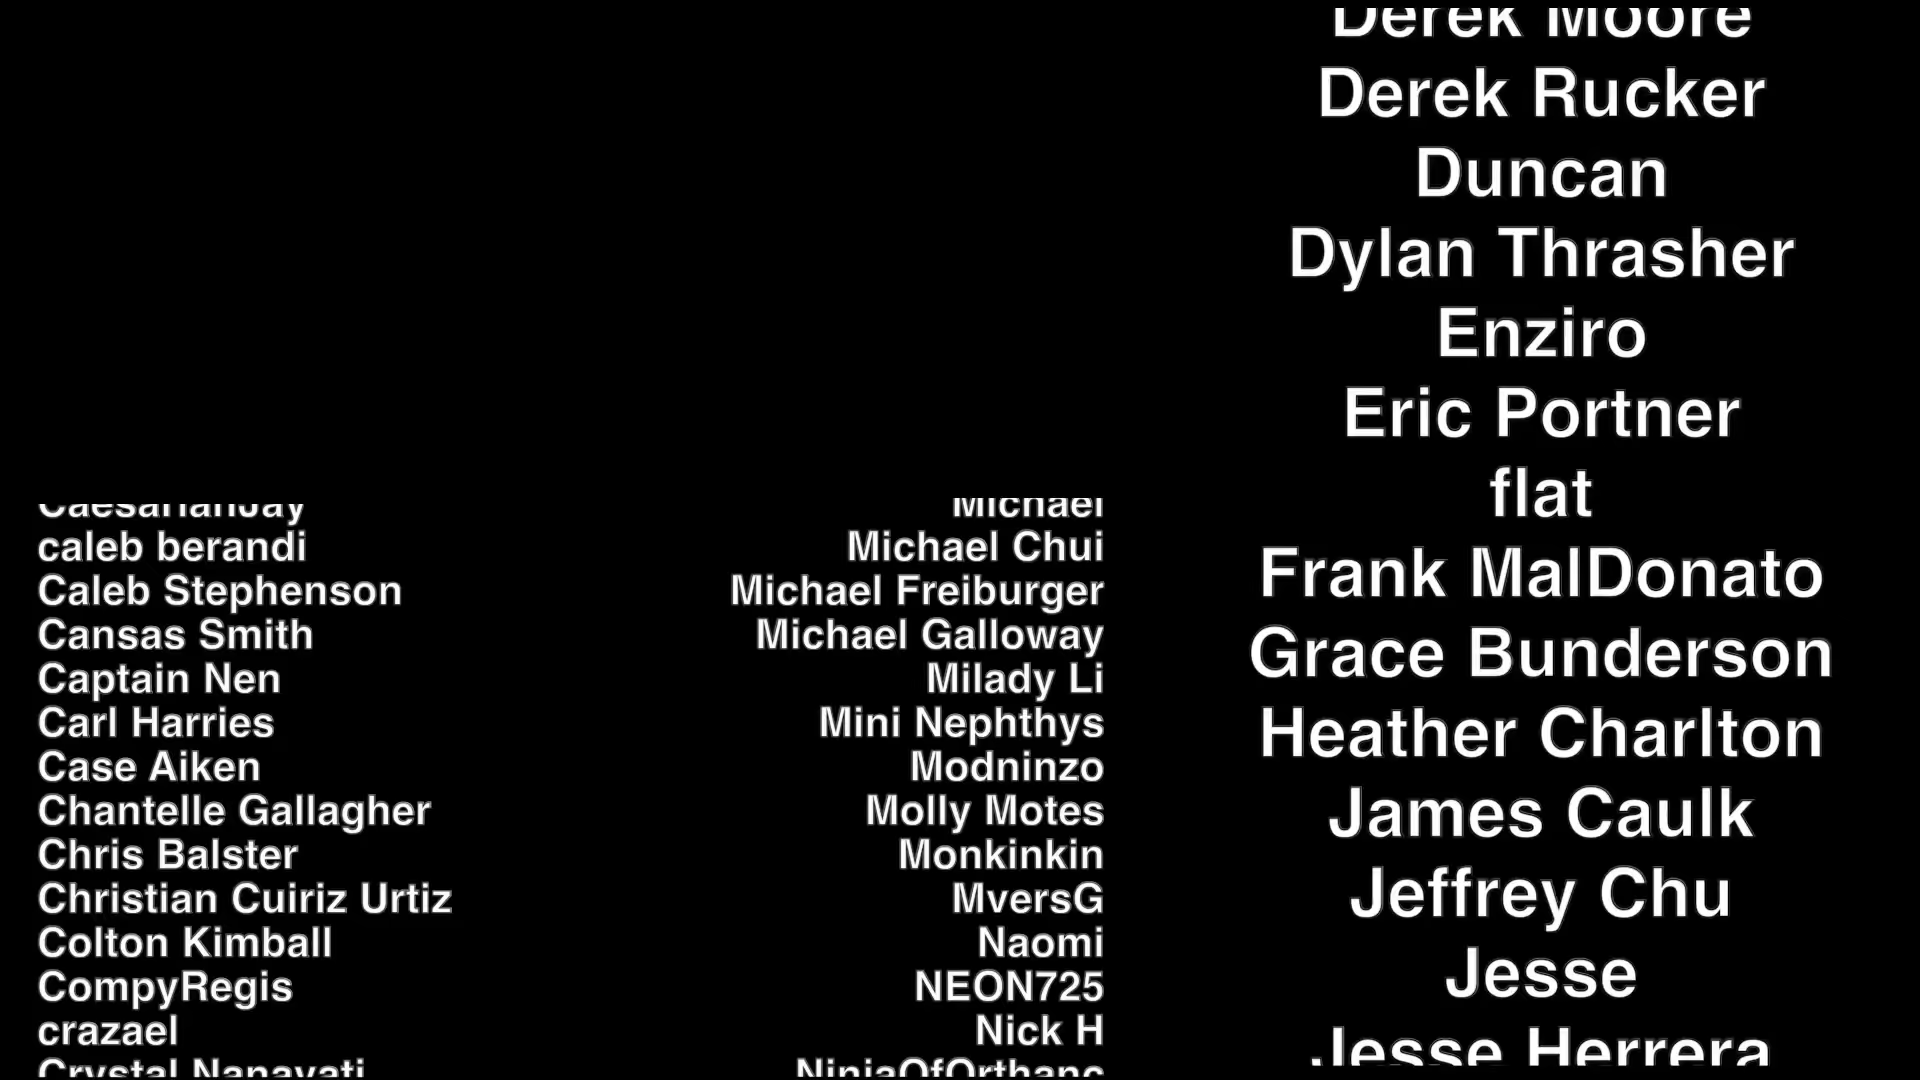 CaesarianJay
caleb berandi
Caleb Stephenson
Cansas Smith
Captain Nen
Carl Harries
Case Aiken
Chantelle Gallagher
Chris Balster
Christian Cuiriz Urtiz
Colton Kimball
CompyRegis
crazael
Crystal Nanavati
Michael
Michael Chui
Michael Freiburger
Michael Galloway
Milady Li
Mini Nephthys
Modninzo
Molly Motes
Monkinkin
MversG
Naomi
NEON725
Nick H
NinjaOfOrthanc
Derek Moore
Derek Rucker
Duncan
Dylan Thrasher
Enziro
Eric Portner
flat
Frank MalDonato
Grace Bunderson
Heather Charlton
James Caulk
Jeffrey Chu
Jesse
Jesse Herrera